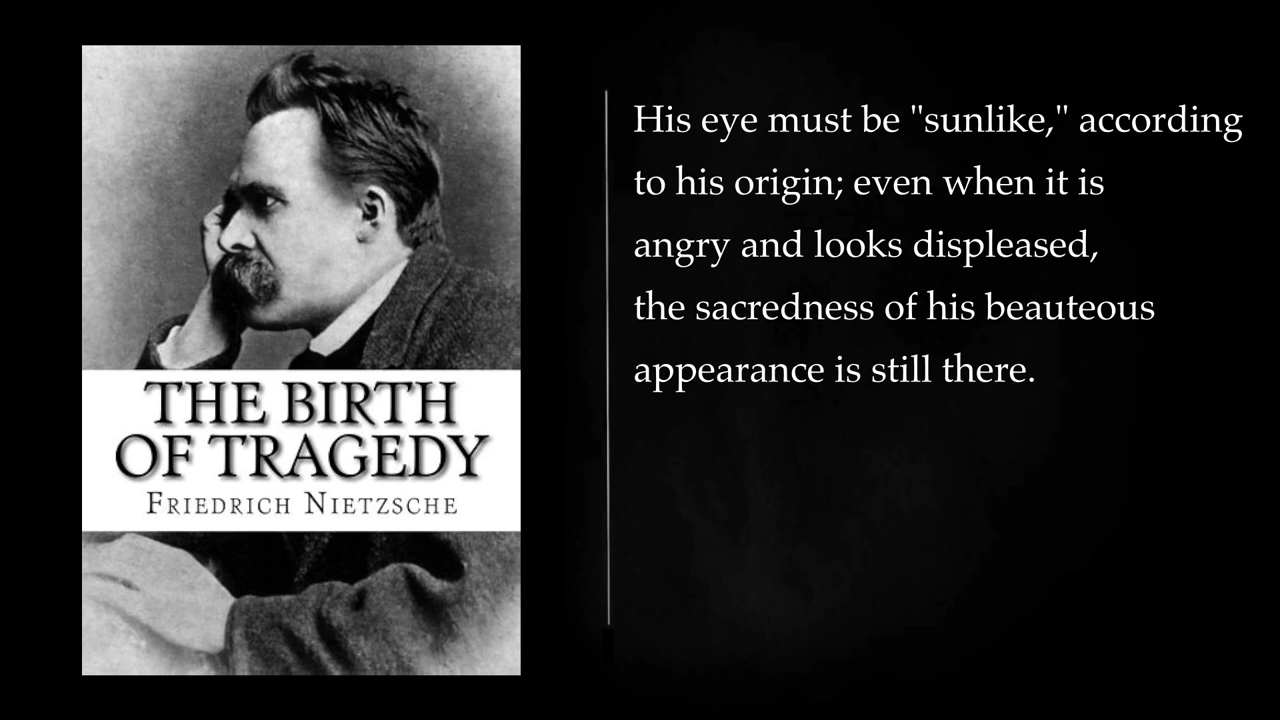 THE BIRTH
OF TRAGEDY
FRIEDRICH NIETZSCHE
His eye must be "sunlike," according
to his origin; even when it is
angry and looks displeased,
the sacredness of his beauteous
appearance is still there.